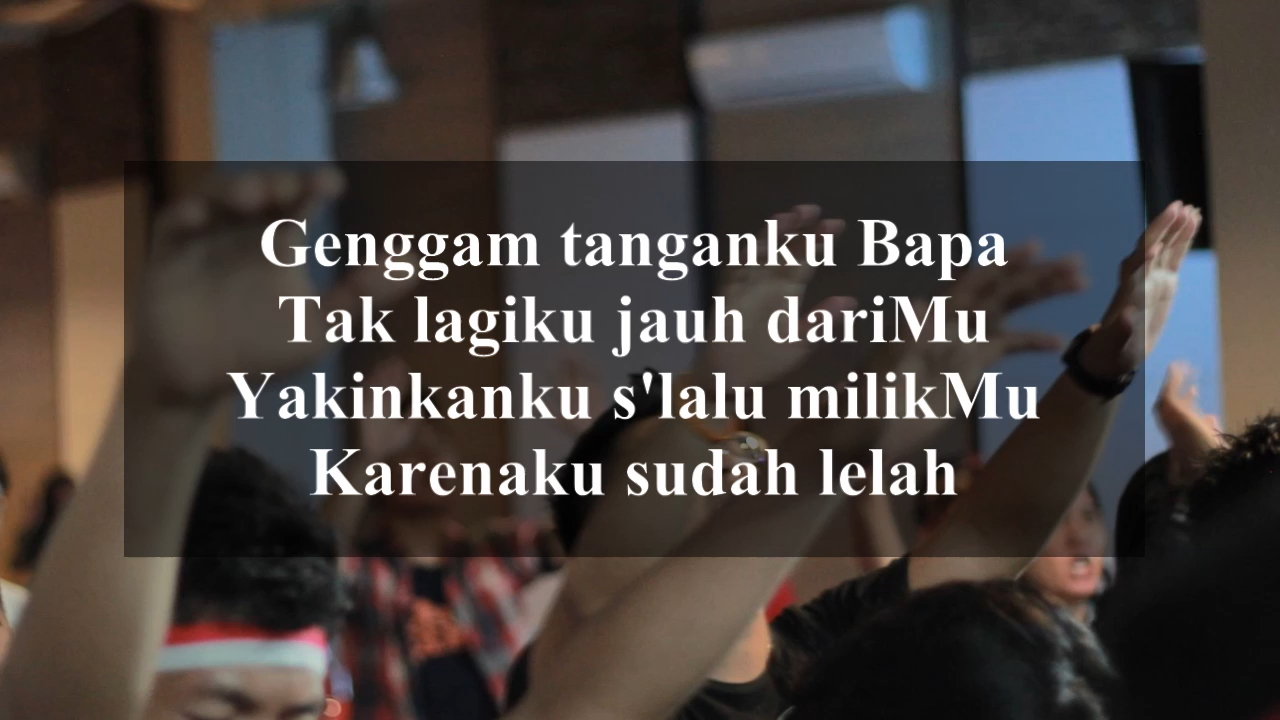 Genggam tanganku Bapa
Tak lagiku jauh dariMu
Yakinkanku s'lalu milikMu
Karenaku sudah lelah